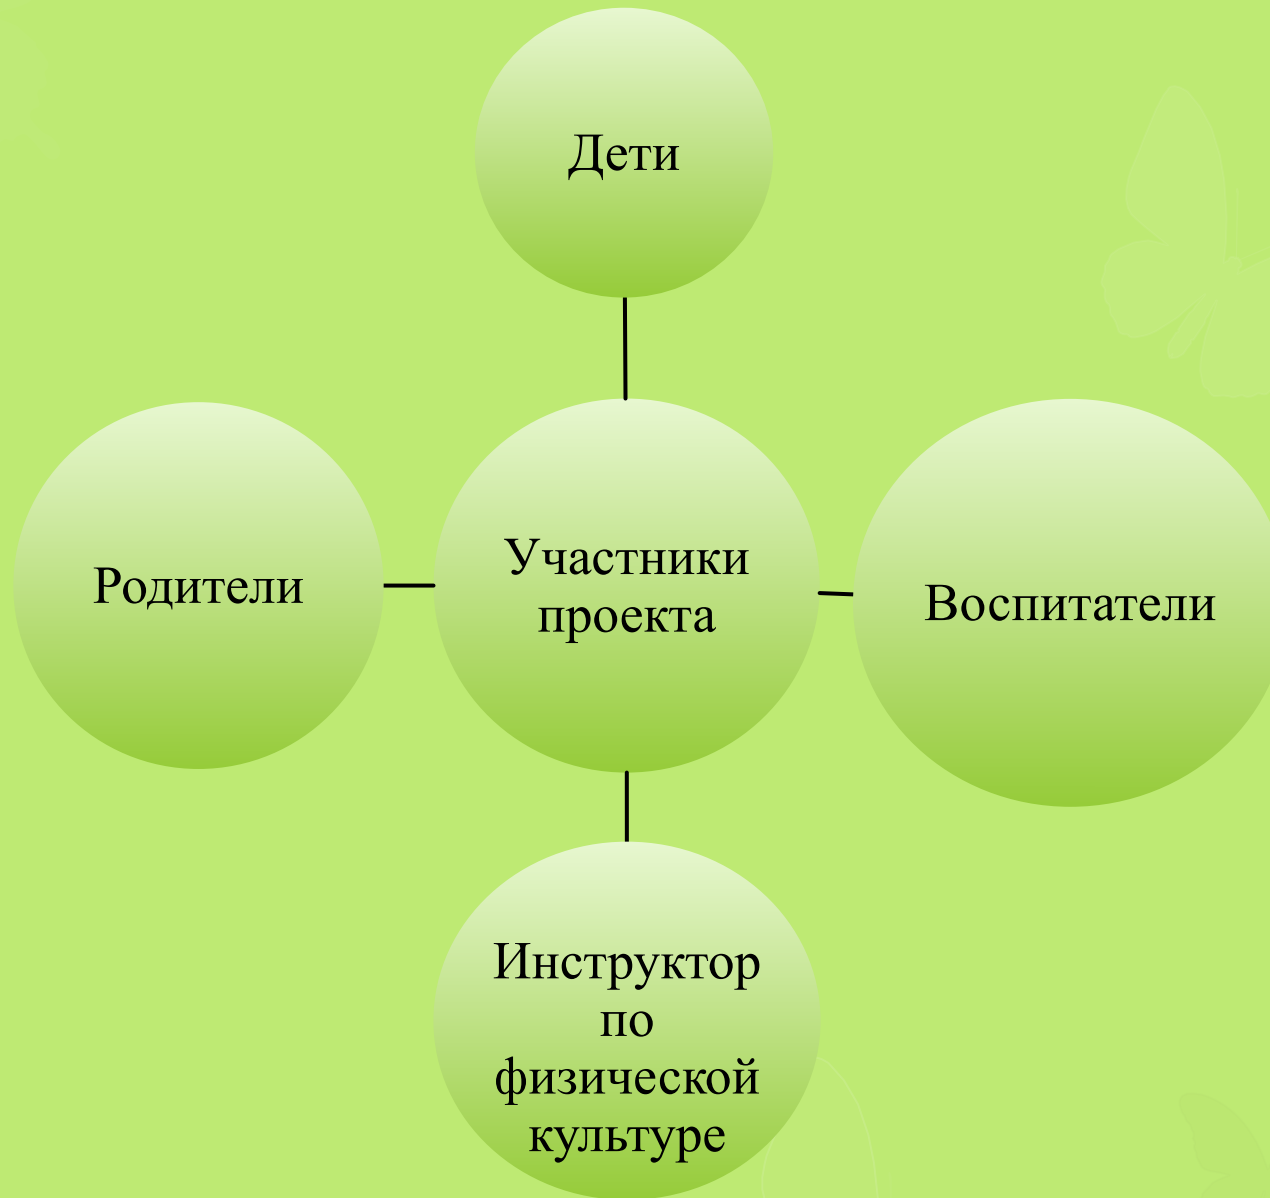 Дети
Родители
Участники
проекта
Воспитатели
Инструктор
по
физической
культуре